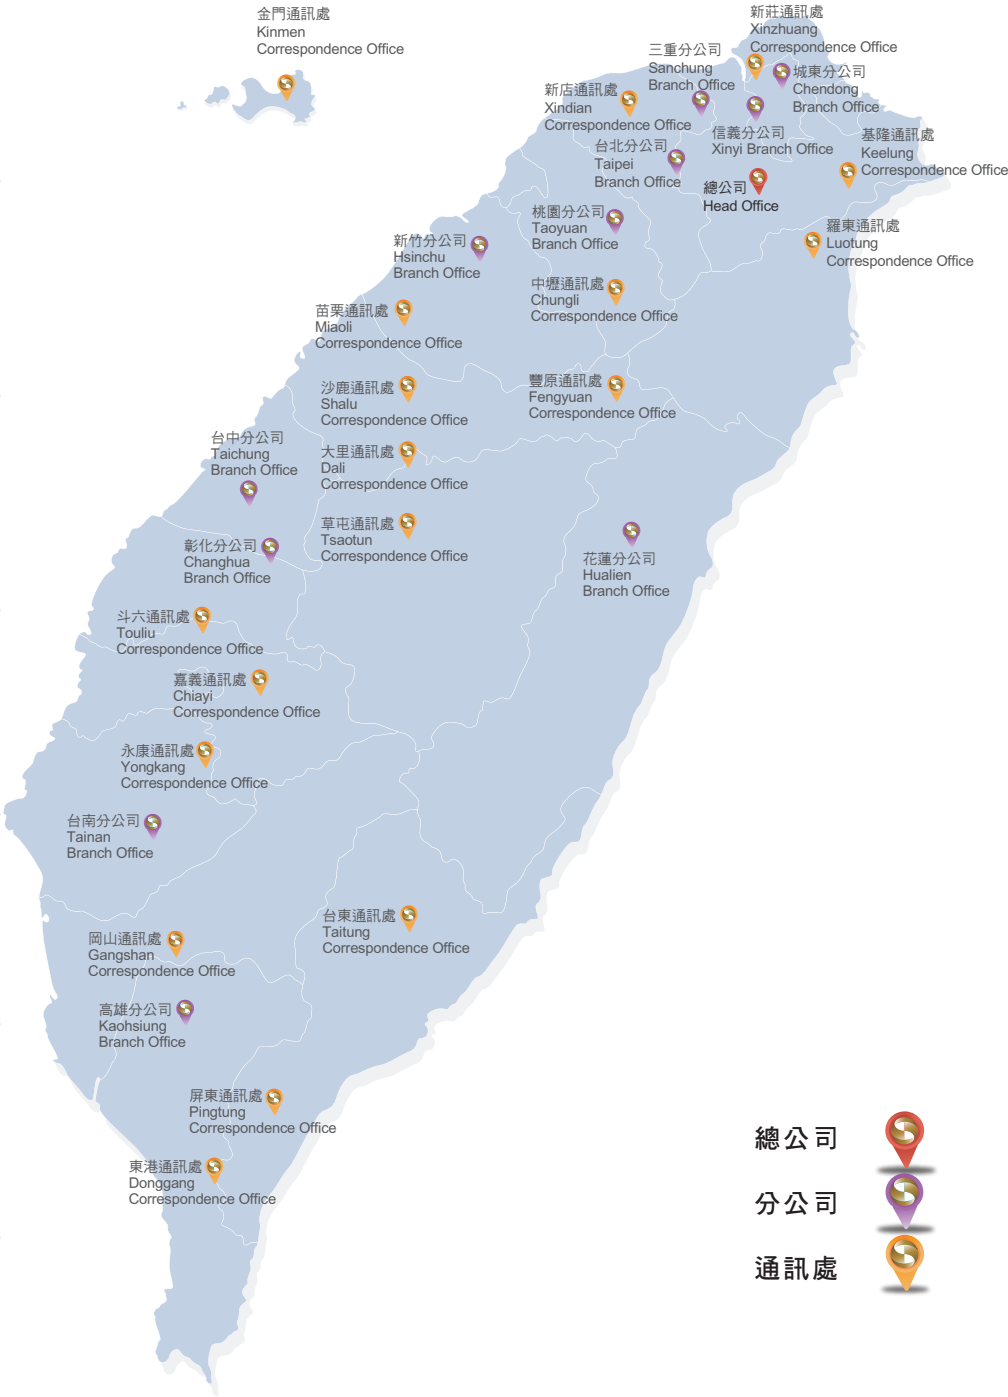 金門通訊處
Kinmen
Correspondence Office
新莊通訊處
Xinzhuang
Correspondence Office
三重分公司
Sanchung
Branch Office
城東分公司
Chendong
Branch Office
新店通訊處
Xindian
Correspondence Office
信義分公司
Xinyi Branch Office
基隆通訊處
Keelung
Correspondence Office
台北分公司
Taipei
Branch Office
總公司
Head Office
桃園分公司
Taoyuan
Branch Office
羅東通訊處
Luotung
Correspondence Office
新竹分公司
Hsinchu
Branch Office
中壢通訊處
Chungli
Correspondence Office
苗栗通訊處
Miaoli
Correspondence Office
豐原通訊處
Fengyuan
Correspondence Office
沙鹿通訊處
Shalu
Correspondence Office
台中分公司
Taichung
Branch Office
大里通訊處
Dali
Correspondence Office
草屯通訊處
Tsaotun
Correspondence Office
彰化分公司
Changhua
Branch Office
花蓮分公司
Hualien
Branch Office
斗六通訊處
Touliu
Correspondence Office
嘉義通訊處
Chiayi
Correspondence Office
永康通訊處
Yongkang
Correspondence Office
台南分公司
Tainan
Branch Office
台東通訊處
Taitung
Correspondence Office
岡山通訊處
Gangshan
Correspondence Office
高雄分公司
Kaohsiung
Branch Office
屏東通訊處
Pingtung
Correspondence Office
東港通訊處
Donggang
Correspondence Office
總公司
分公司
通訊處